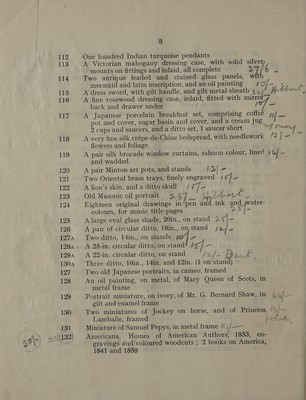 8
112 One hundred Indian turquoise pendants
113 A Victorian mahogany dressing case, with solid silver
mounts on fittings and inlaid, all complete 27/6 -
114 Two antique leaded and stained glass panels, with
mermaid and latin inscription, and an oil painting 10/-
115 A dress sword, with gilt handle, and gilt metal sheath
116 A fine rosewood dressing case, inlaid, fitted with mirror
back and drawer under
117 A Japanese porcelain breakfast set, comprising coffee
pot and cover, sugar basin and cover, and a cream jug
2 cups and saucers, and a ditto set, 1 saucer short
118 A very fine silk crêpe-de-Chine bedspread, with needlework 12/-
flowers and foliage
119 A pair silk brocade window curtains, salmon colour, lined
and wadded
120 A pair Minton art pots, and stands 12/-
121 Two Oriental brass trays, finely engraved
122 A lion's skin, and a ditto skull
123 Old Masonic oil portrait
124 Eighteen original drawings in pen and ink and water-
colours, for music title-pages
125 A large oval glass shade, 20in., on stand
126 A pair of circular ditto, 18in., on stand 12/-
127A Two ditto, 14in., on stands
128A A 28-in. circular ditto, on stand
129A A 22-in. circular ditto, on stand
130A Three ditto, 16in., 14in. and 12in. (1 on stand)
127 Two old Japanese portraits, in cameo, framed
128 An oil painting, on metal, of Mary Queen of Scots, in
metal frame
129 Portrait miniature, on ivory, of Mr. G. Bernard Shaw, in
gilt and enamel frame
130 Two miniatures of Jockey on horse, and of Princess
Lamballe, framed
131 Miniature of Samuel Pepys, in metal frame
20/- 132 Americana. Homes of American Authors, 1853, en-
gravings and coloured woodcuts; 2 books on America,
1841 and 1859